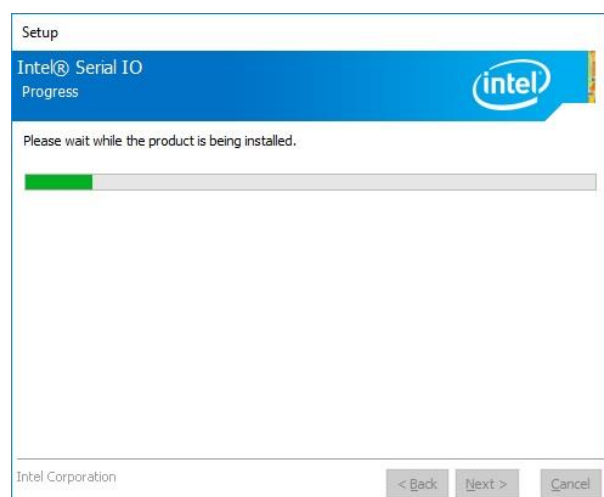 Setup
Intel® Serial IO
Progress
intel
Please wait while the product is being installed.
Intel Corporation
< Back Next > Cancel